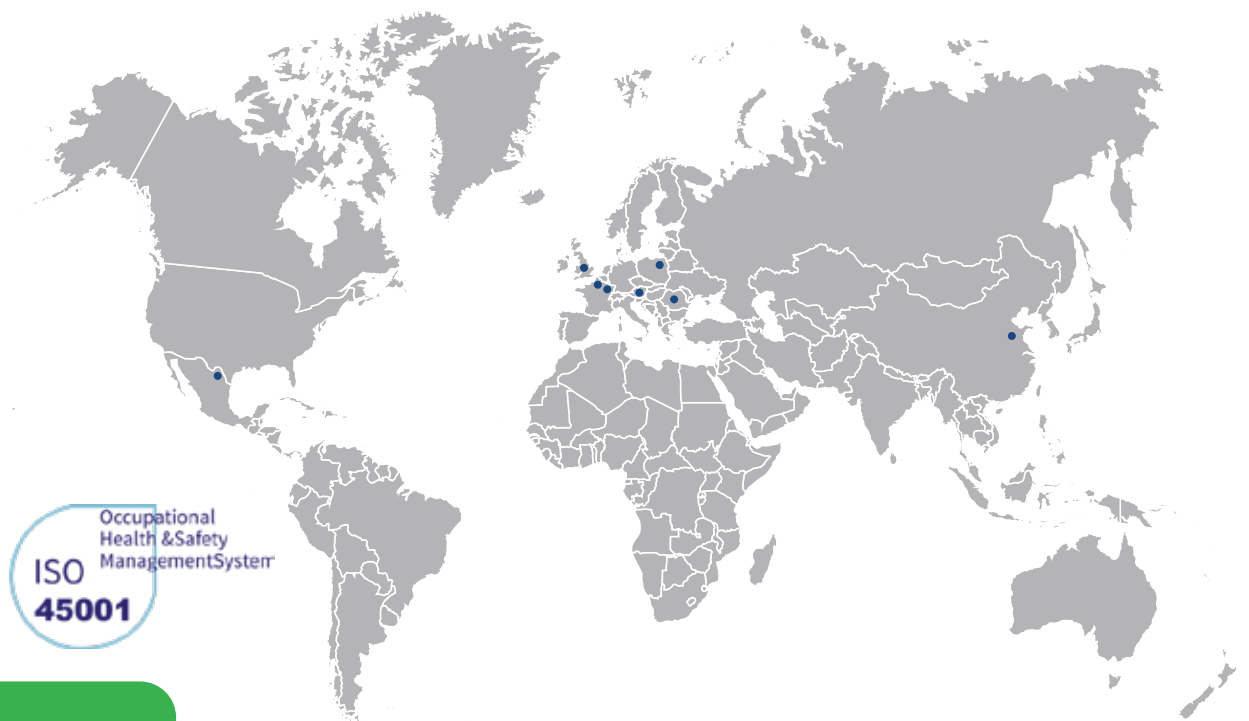 Occupational
Health &Safety
ManagementSystem
ISO
45001